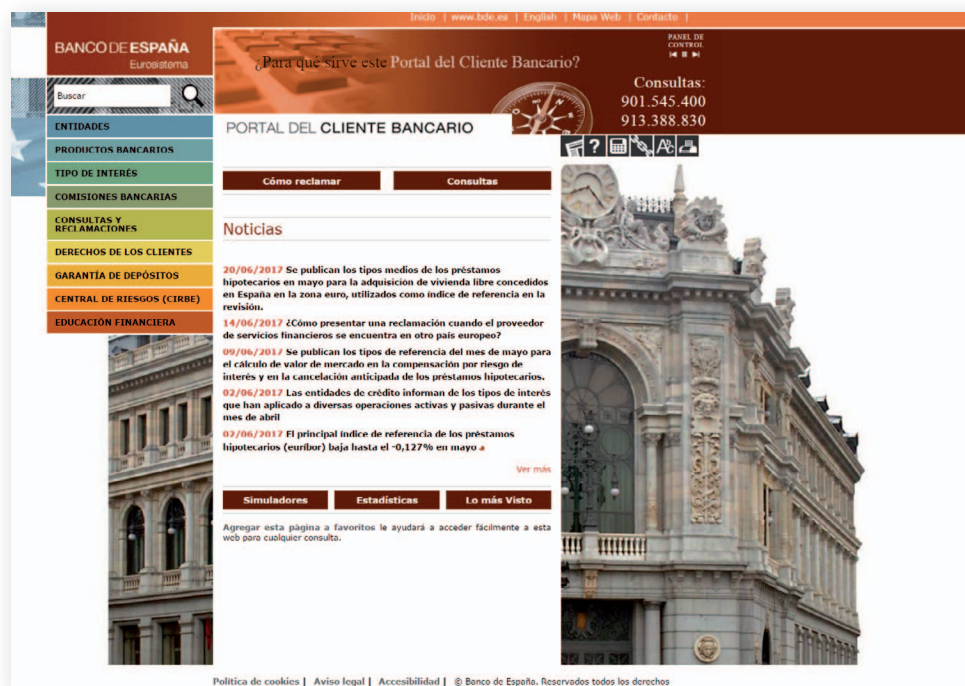 Inicio | www.bde.es | English | Mapa Web | Contacto |
BANCO DE ESPAÑA
Eurosistema
¿Para qué sirve este Portal del Cliente Bancario?
PANEL DE
CONTROL
Consultas:
901.545.400
913.388.830
Buscar
PORTAL DEL CLIENTE BANCARIO
ENTIDADES
PRODUCTOS BANCARIOS
TIPO DE INTERÉS
COMISIONES BANCARIAS
CONSULTAS Y
RECLAMACIONES
DERECHOS DE LOS CLIENTES
GARANTÍA DE DEPÓSITOS
CENTRAL DE RIESGOS (CIRBE)
EDUCACIÓN FINANCIERA
Cómo reclamar
Consultas
Noticias
20/06/2017 Se publican los tipos medios de los préstamos
hipotecarios en mayo para la adquisición de vivienda libre concedidos
en España en la zona euro, utilizados como índice de referencia en la
revisión.
14/06/2017 ¿Cómo presentar una reclamación cuando el proveedor
de servicios financieros se encuentra en otro país europeo?
09/06/2017 Se publican los tipos de referencia del mes de mayo para
el cálculo de valor de mercado en la compensación por riesgo de
interés y en la cancelación anticipada de los préstamos hipotecarios.
02/06/2017 Las entidades de crédito informan de los tipos de interés
que han aplicado a diversas operaciones activas y pasivas durante el
mes de abril
02/06/2017 El principal índice de referencia de los préstamos
hipotecarios (euríbor) baja hasta el -0,127% en mayo
Ver más
Simuladores
Estadísticas
Lo más Visto
Agregar esta página a favoritos le ayudará a acceder fácilmente a esta
web para cualquier consulta.
Política de cookies | Aviso legal | Accesibilidad | © Banco de España. Reservados todos los derechos